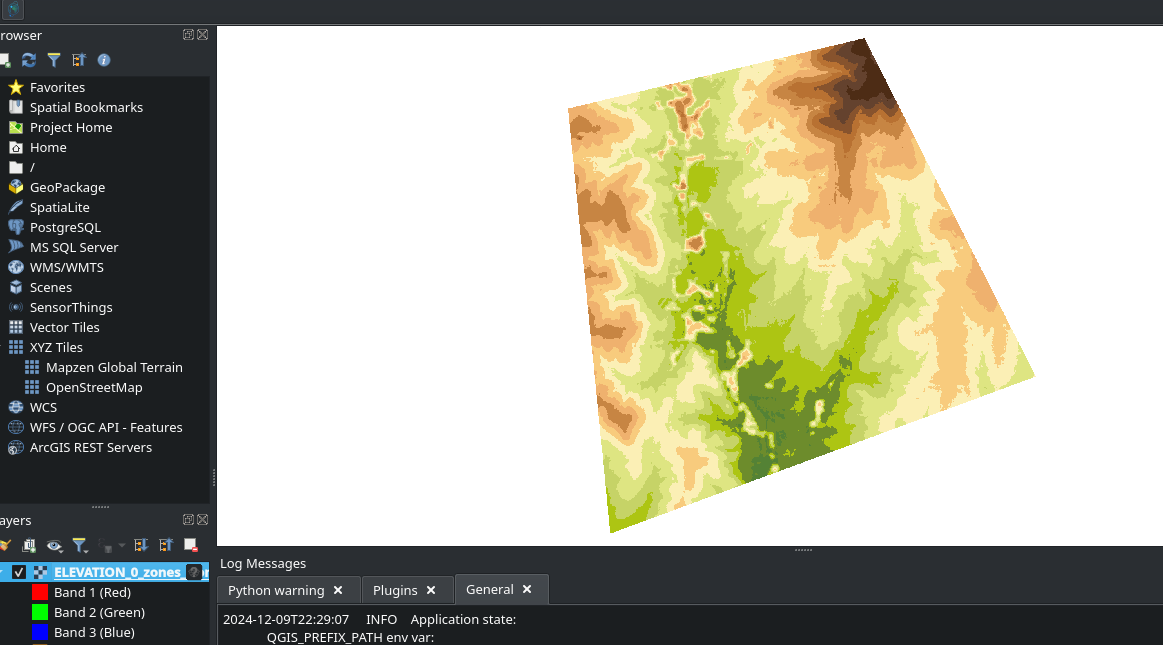 rowser
Favorites
Spatial Bookmarks
Project Home
Home
/
GeoPackage
SpatiaLite
PostgreSQL
MS SQL Server
WMS/WMTS
Scenes
SensorThings
Vector Tiles
XYZ Tiles
Mapzen Global Terrain
OpenStreetMap
WCS
WFS / OGC API - Features
ArcGIS REST Servers
ayers
ELEVATION_0_zones_
Band 1 (Red)
Band 2 (Green)
Band 3 (Blue)
Log Messages
Python warning
Plugins
General
2024-12-09T22:29:07 INFO Application state:
QGIS_PREFIX_PATH env var: